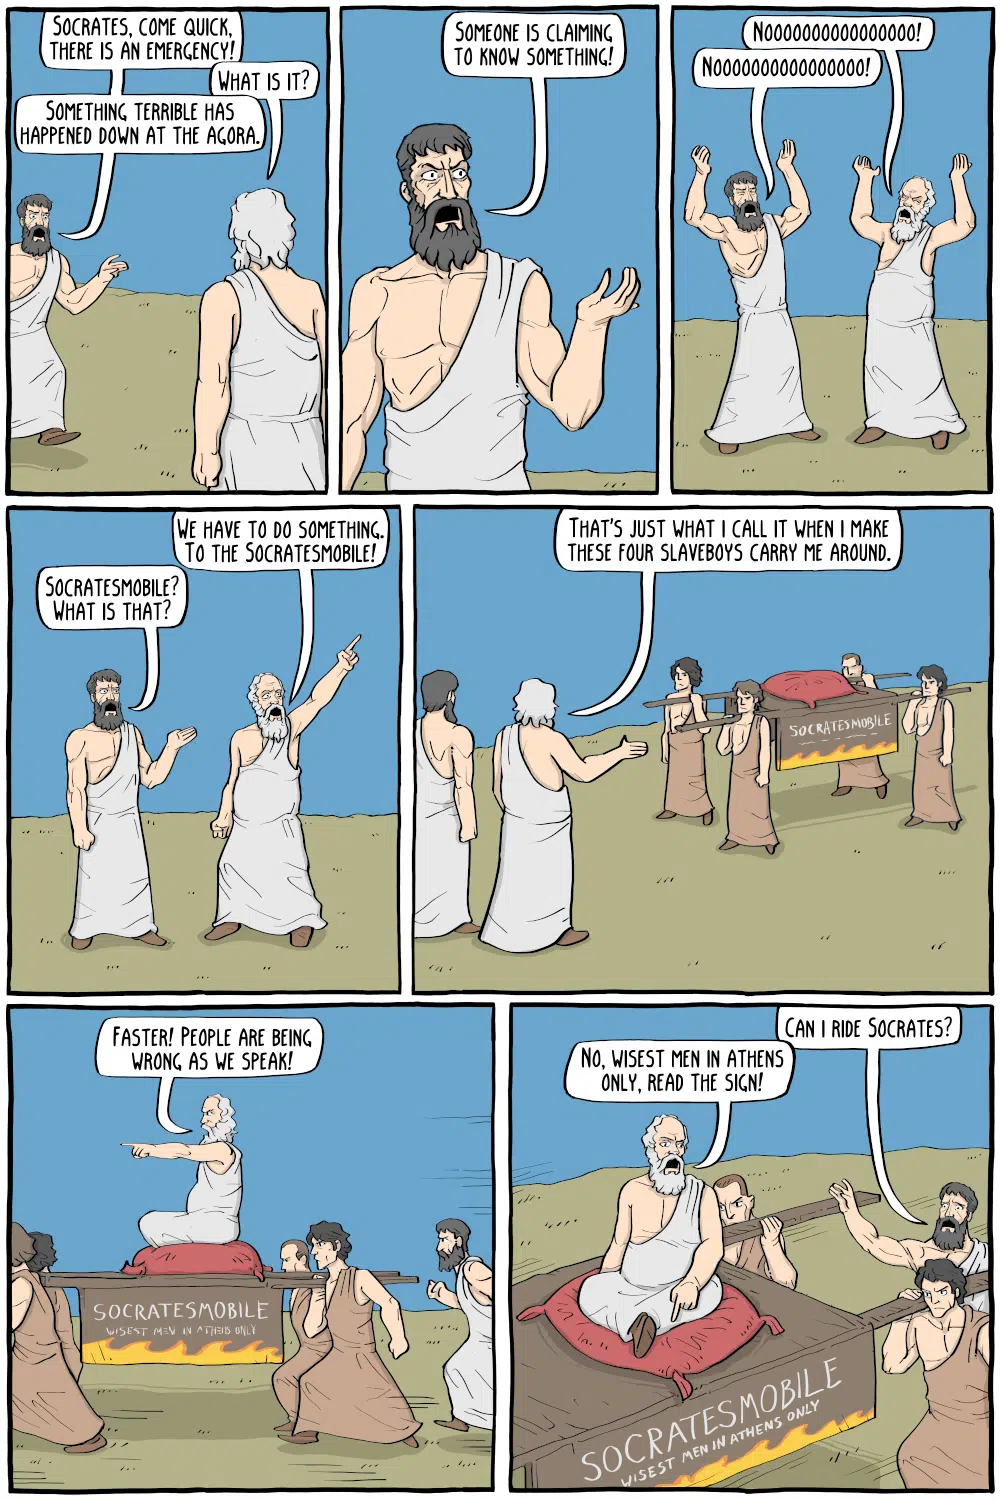 Socrates, come quick,
there is an emergency!
What is it?
Something terrible has
happened down at the agora.
Someone is claiming
to know something!
Nooooooooooooooooo!
Nooooooooooooooooo!
We have to do something.
To the Socratesmobile!
Socratesmobile?
What is that?
That's just what I call it when I make
these four slaveboys carry me around.
SOCRATESMOBILE
Faster! People are being
wrong as we speak!
SOCRATESMOBILE
WISEST MEN IN ATHENS ONLY
Can I ride Socrates?
No, wisest men in Athens
only, read the sign!
SOCRATESMOBILE
WISEST MEN IN ATHENS ONLY